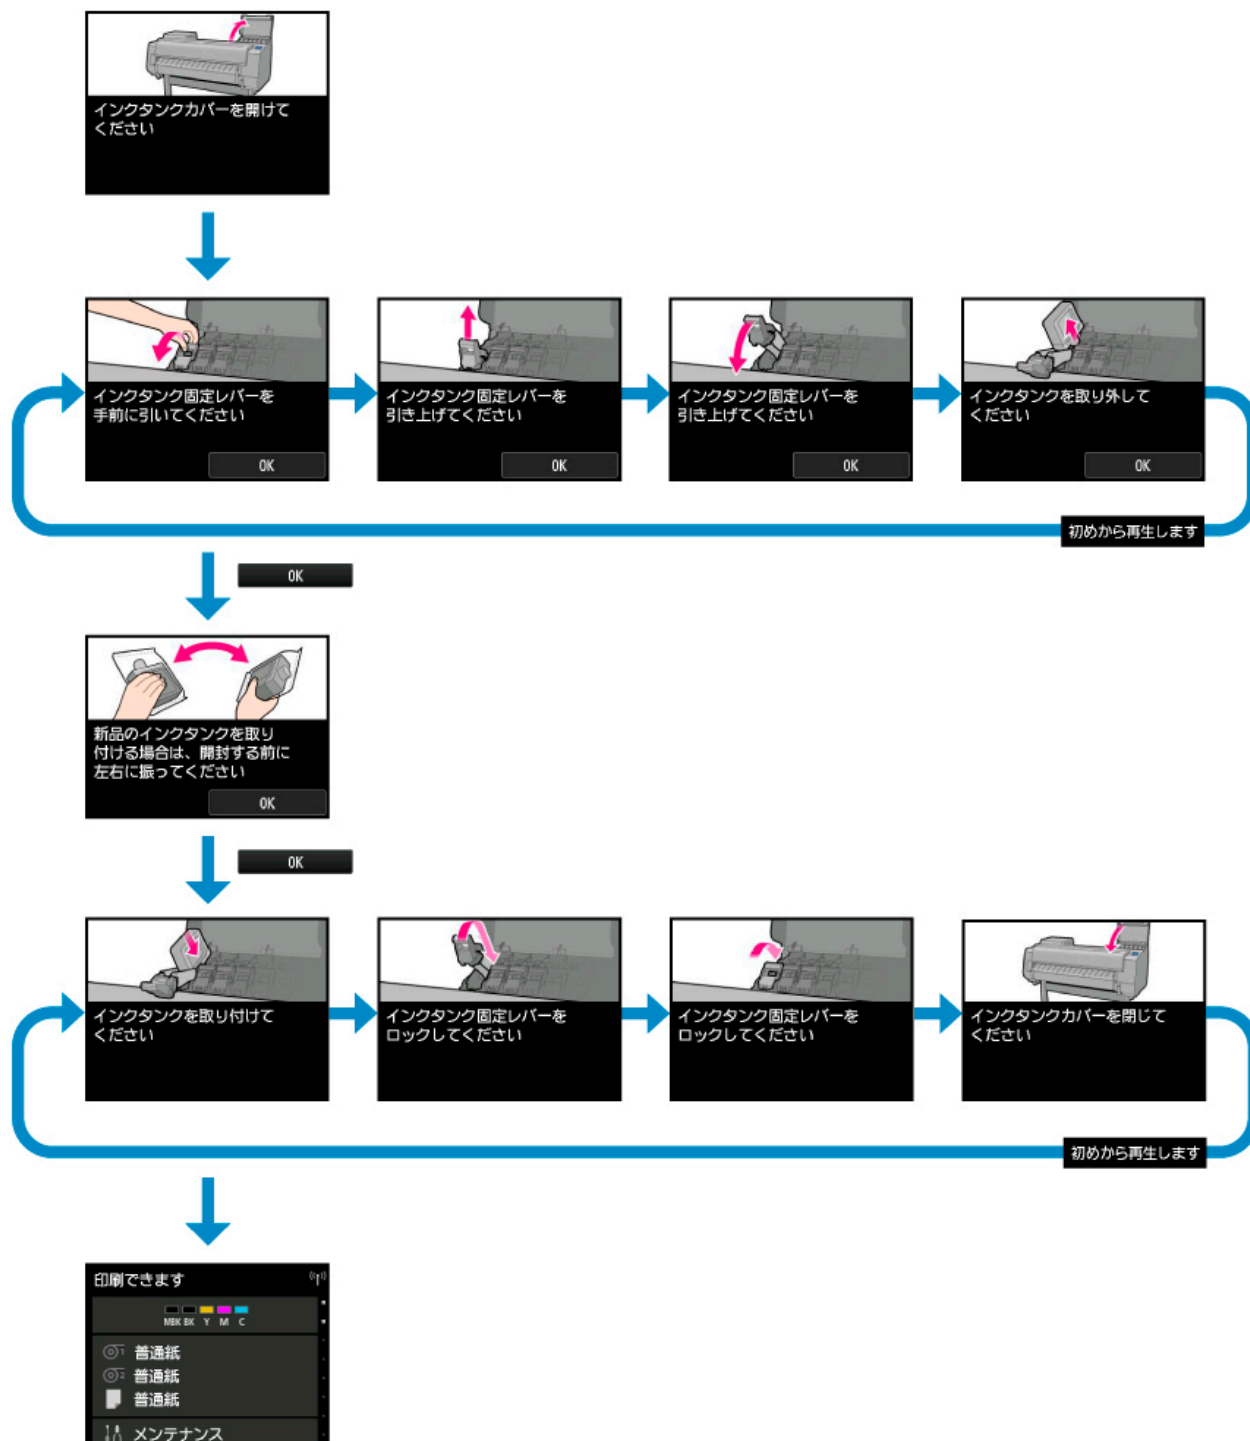 インクタンクカバーを開けて
ください
インクタンク固定レバーを
手前に引いてください
OK
インクタンク固定レバーを
引き上げてください
OK
インクタンク固定レバーを
引き上げてください
OK
インクタンクを取り外して
ください
OK
初めから再生します
OK
新品のインクタンクを取り
付ける場合は、開封する前に
左右に振ってください
OK
OK
インクタンクを取り付けて
ください
インクタンク固定レバーを
ロックしてください
インクタンク固定レバーを
ロックしてください
インクタンクカバーを閉じて
ください
初めから再生します
印刷できます
MBK BK Y M C
1 普通紙
2 普通紙
普通紙
メンテナンス